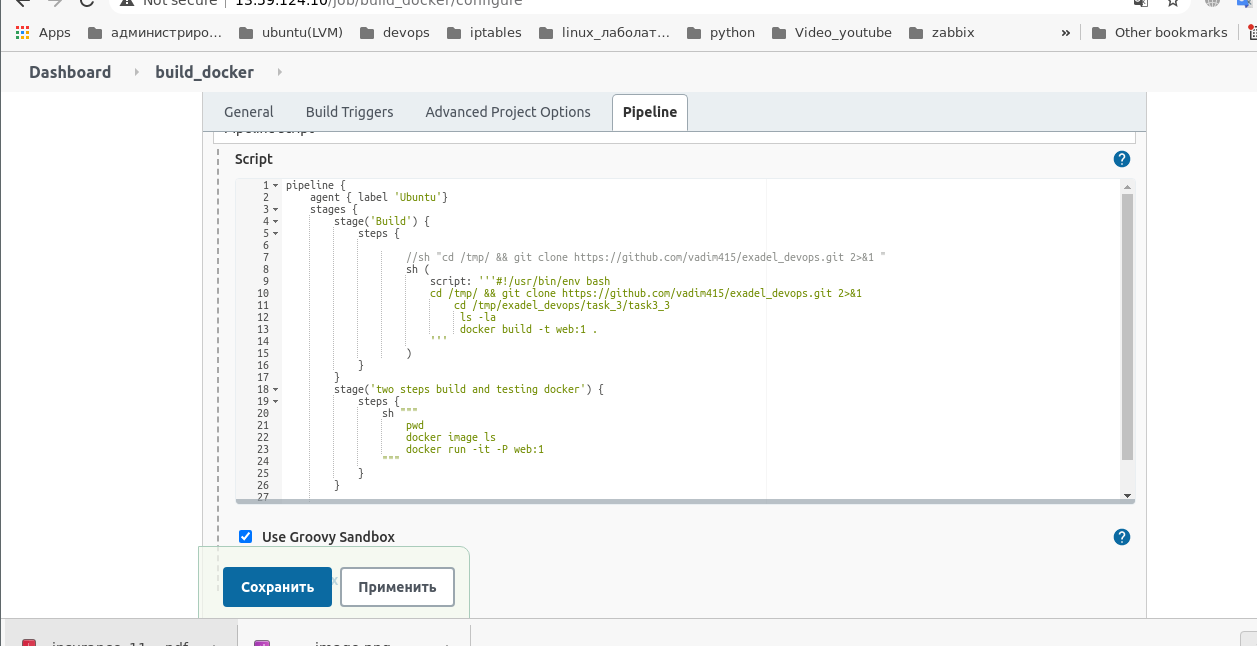 Not secure | 13.59.124.10/job/build_docker/configure
Apps администриро... ubuntu(LVM) devops iptables linux_лаболат... python Video_youtube zabbix » Other bookmarks
Dashboard build_docker
General Build Triggers Advanced Project Options Pipeline
Pipeline script
Script
1 pipeline {
2 agent { label 'Ubuntu'}
3 stages {
4 stage('Build') {
5 steps {
6
7 //sh "cd /tmp/ && git clone https://github.com/vadim415/exadel_devops.git 2>&1 "
8 sh (
9 script: '''#!/usr/bin/env bash
10 cd /tmp/ && git clone https://github.com/vadim415/exadel_devops.git 2>&1
11 cd /tmp/exadel_devops/task_3/task3_3
12 ls -la
13 docker build -t web:1 .
14 '''
15 )
16 }
17 }
18 stage('two steps build and testing docker') {
19 steps {
20 sh """
21 pwd
22 docker image ls
23 docker run -it -P web:1
24 """
25 }
26 }
27
Use Groovy Sandbox
Сохранить Применить
insurance_11....pdf image.png